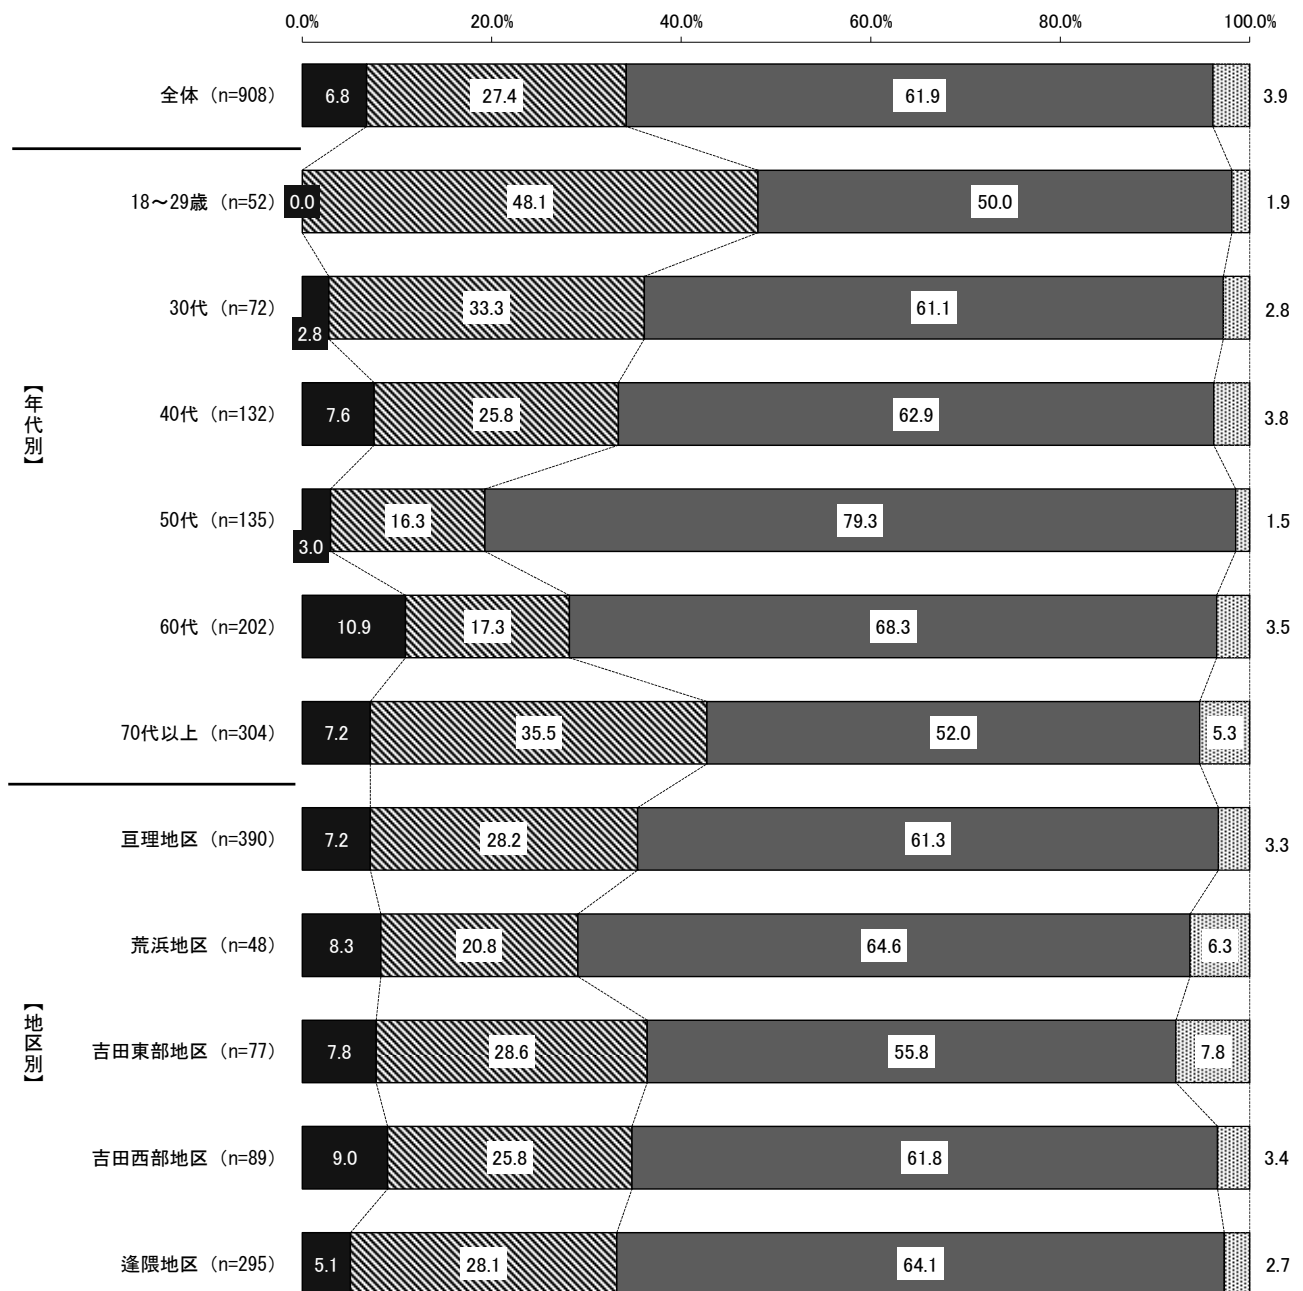 0.0% 20.0% 40.0% 60.0% 80.0% 100.0%
全体 (n=908) 6.8 27.4 61.9 3.9
18～29歳 (n=52) 0.0 48.1 50.0 1.9
30代 (n=72) 2.8 33.3 61.1 2.8
【年代別】
40代 (n=132) 7.6 25.8 62.9 3.8
50代 (n=135) 3.0 16.3 79.3 1.5
60代 (n=202) 10.9 17.3 68.3 3.5
70代以上 (n=304) 7.2 35.5 52.0 5.3
亘理地区 (n=390) 7.2 28.2 61.3 3.3
荒浜地区 (n=48) 8.3 20.8 64.6 6.3
【地区別】
吉田東部地区 (n=77) 7.8 28.6 55.8 7.8
吉田西部地区 (n=89) 9.0 25.8 61.8 3.4
逢隈地区 (n=295) 5.1 28.1 64.1 2.7